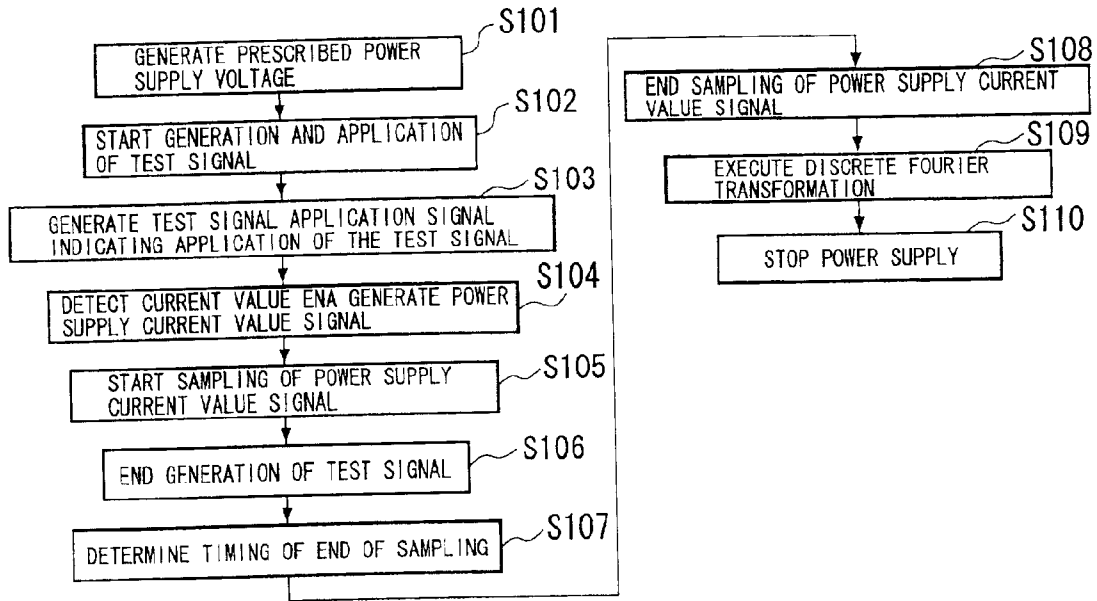 S101
GENERATE PRESCRIBED POWER
SUPPLY VOLTAGE
S102
START GENERATION AND APPLICATION
OF TEST SIGNAL
S103
GENERATE TEST SIGNAL APPLICATION SIGNAL
INDICATING APPLICATION OF THE TEST SIGNAL
S104
DETECT CURRENT VALUE ENA GENERATE POWER
SUPPLY CURRENT VALUE SIGNAL
S105
START SAMPLING OF POWER SUPPLY
CURRENT VALUE SIGNAL
S106
END GENERATION OF TEST SIGNAL
S107
DETERMINE TIMING OF END OF SAMPLING
S108
END SAMPLING OF POWER SUPPLY CURRENT
VALUE SIGNAL
S109
EXECUTE DISCRETE FOURIER
TRANSFORMATION
S110
STOP POWER SUPPLY